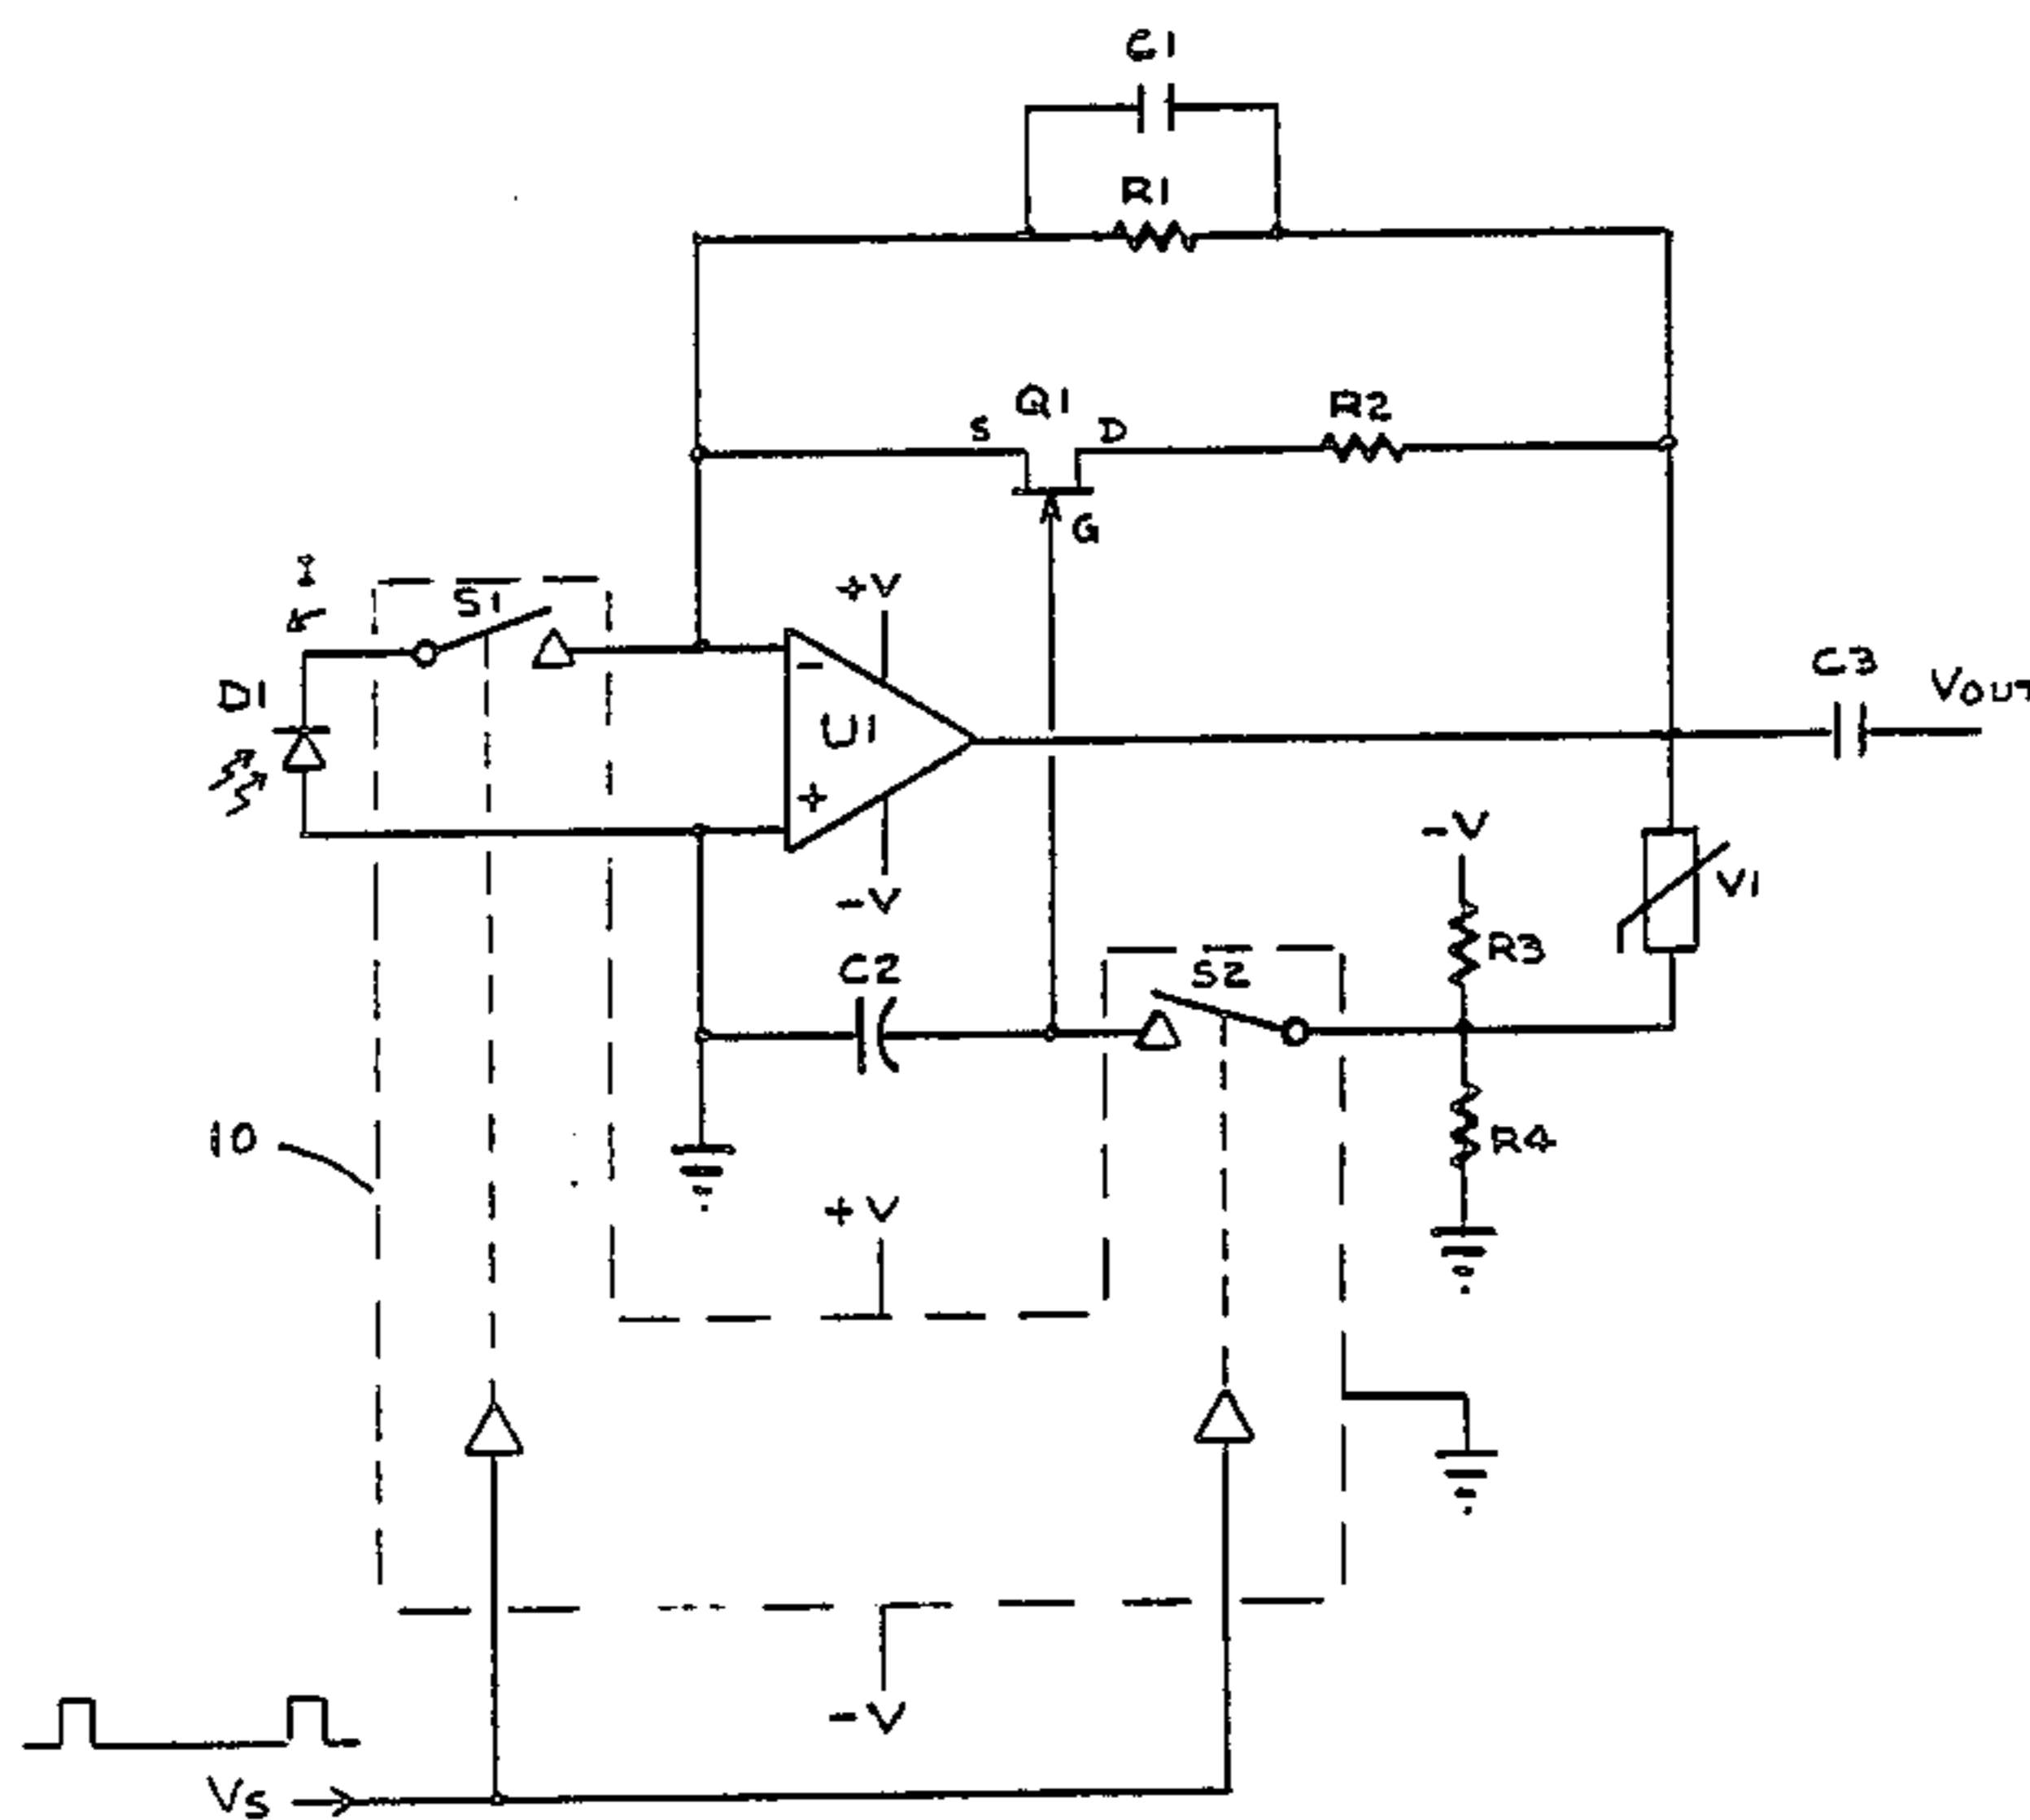 C1
R1
Q1
S
D
R2
G
I
S1
+V
-
U1
D1
C3
VOUT
+
-V
-V
V1
R3
C2
S2
10
R4
+V
-V
VS